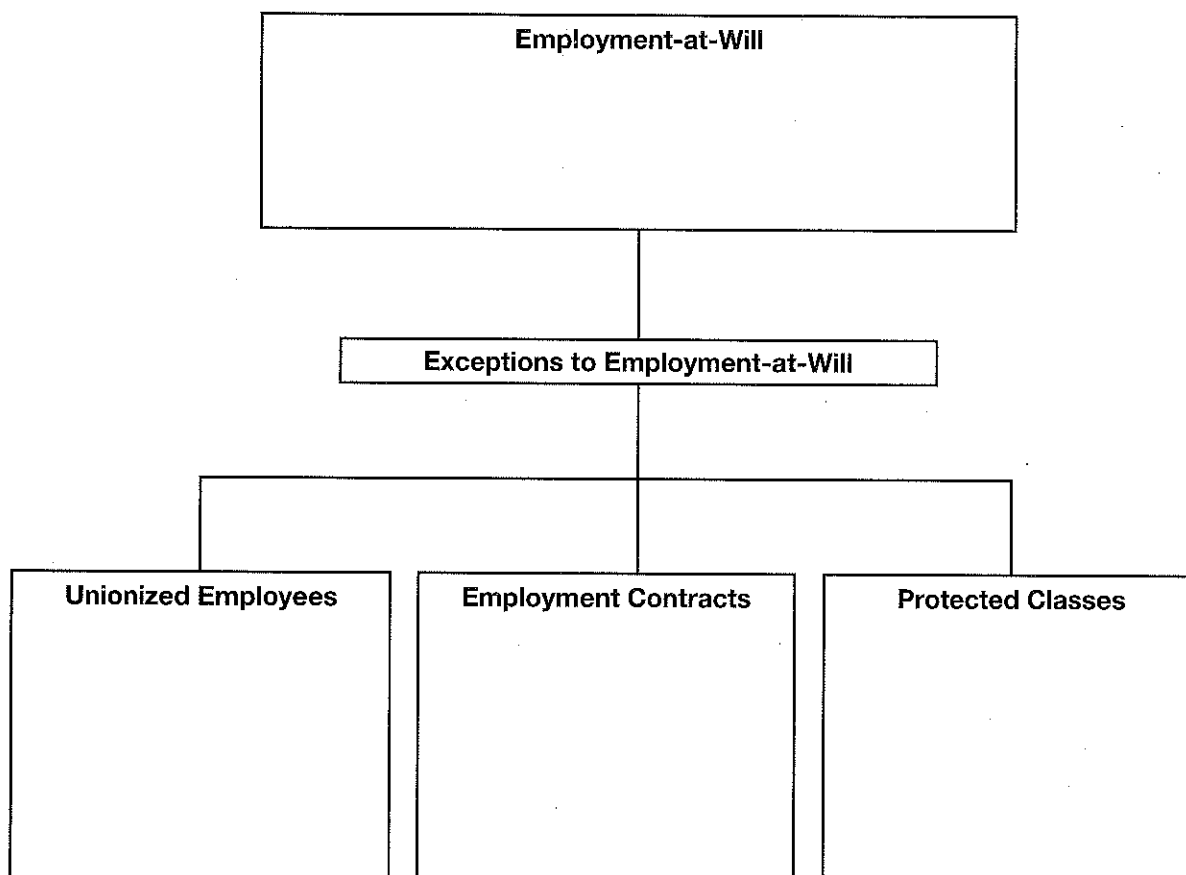 Employment-at-Will
Exceptions to Employment-at-Will
Unionized Employees
Employment Contracts
Protected Classes